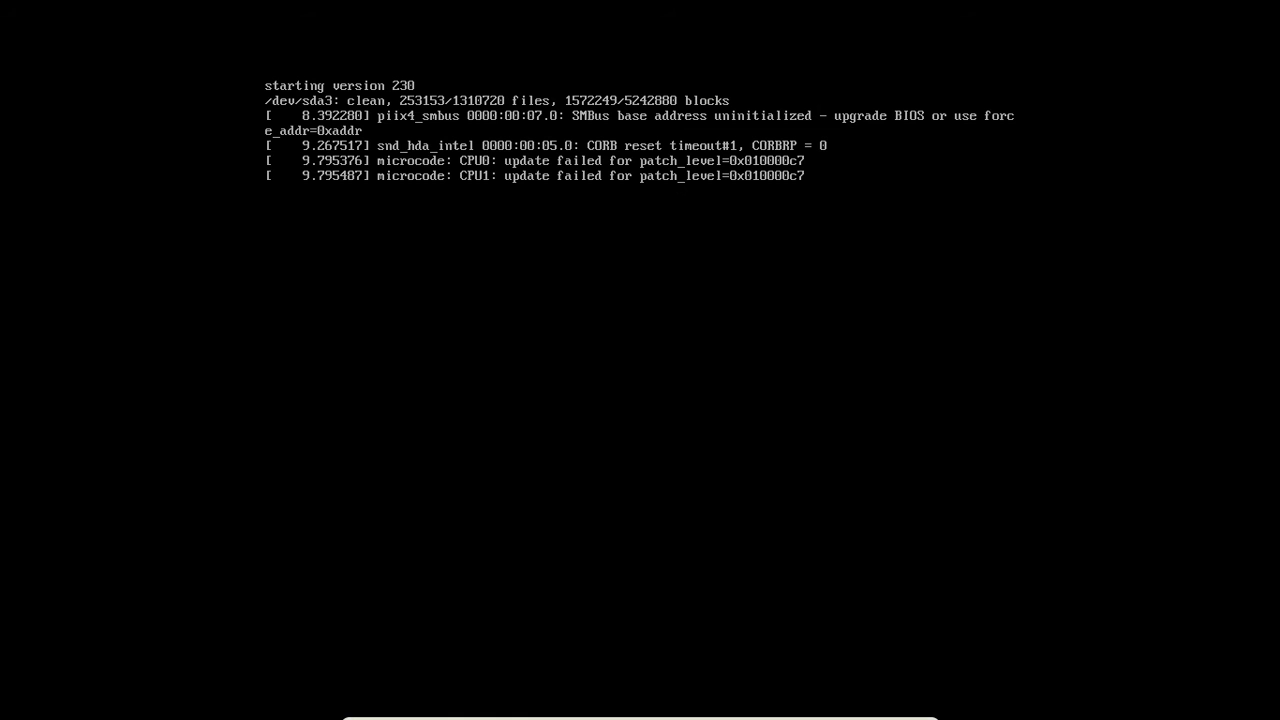 starting version 230
/dev/sda3: clean, 253153/1310720 files, 1572249/5242880 blocks
[    8.392280] piix4_smbus 0000:00:07.0: SMBus base address uninitialized - upgrade BIOS or use forc
e_addr=0xaddr
[    9.267517] snd_hda_intel 0000:00:05.0: CORB reset timeout#1, CORBRP = 0
[    9.795376] microcode: CPU0: update failed for patch_level=0x010000c7
[    9.795487] microcode: CPU1: update failed for patch_level=0x010000c7